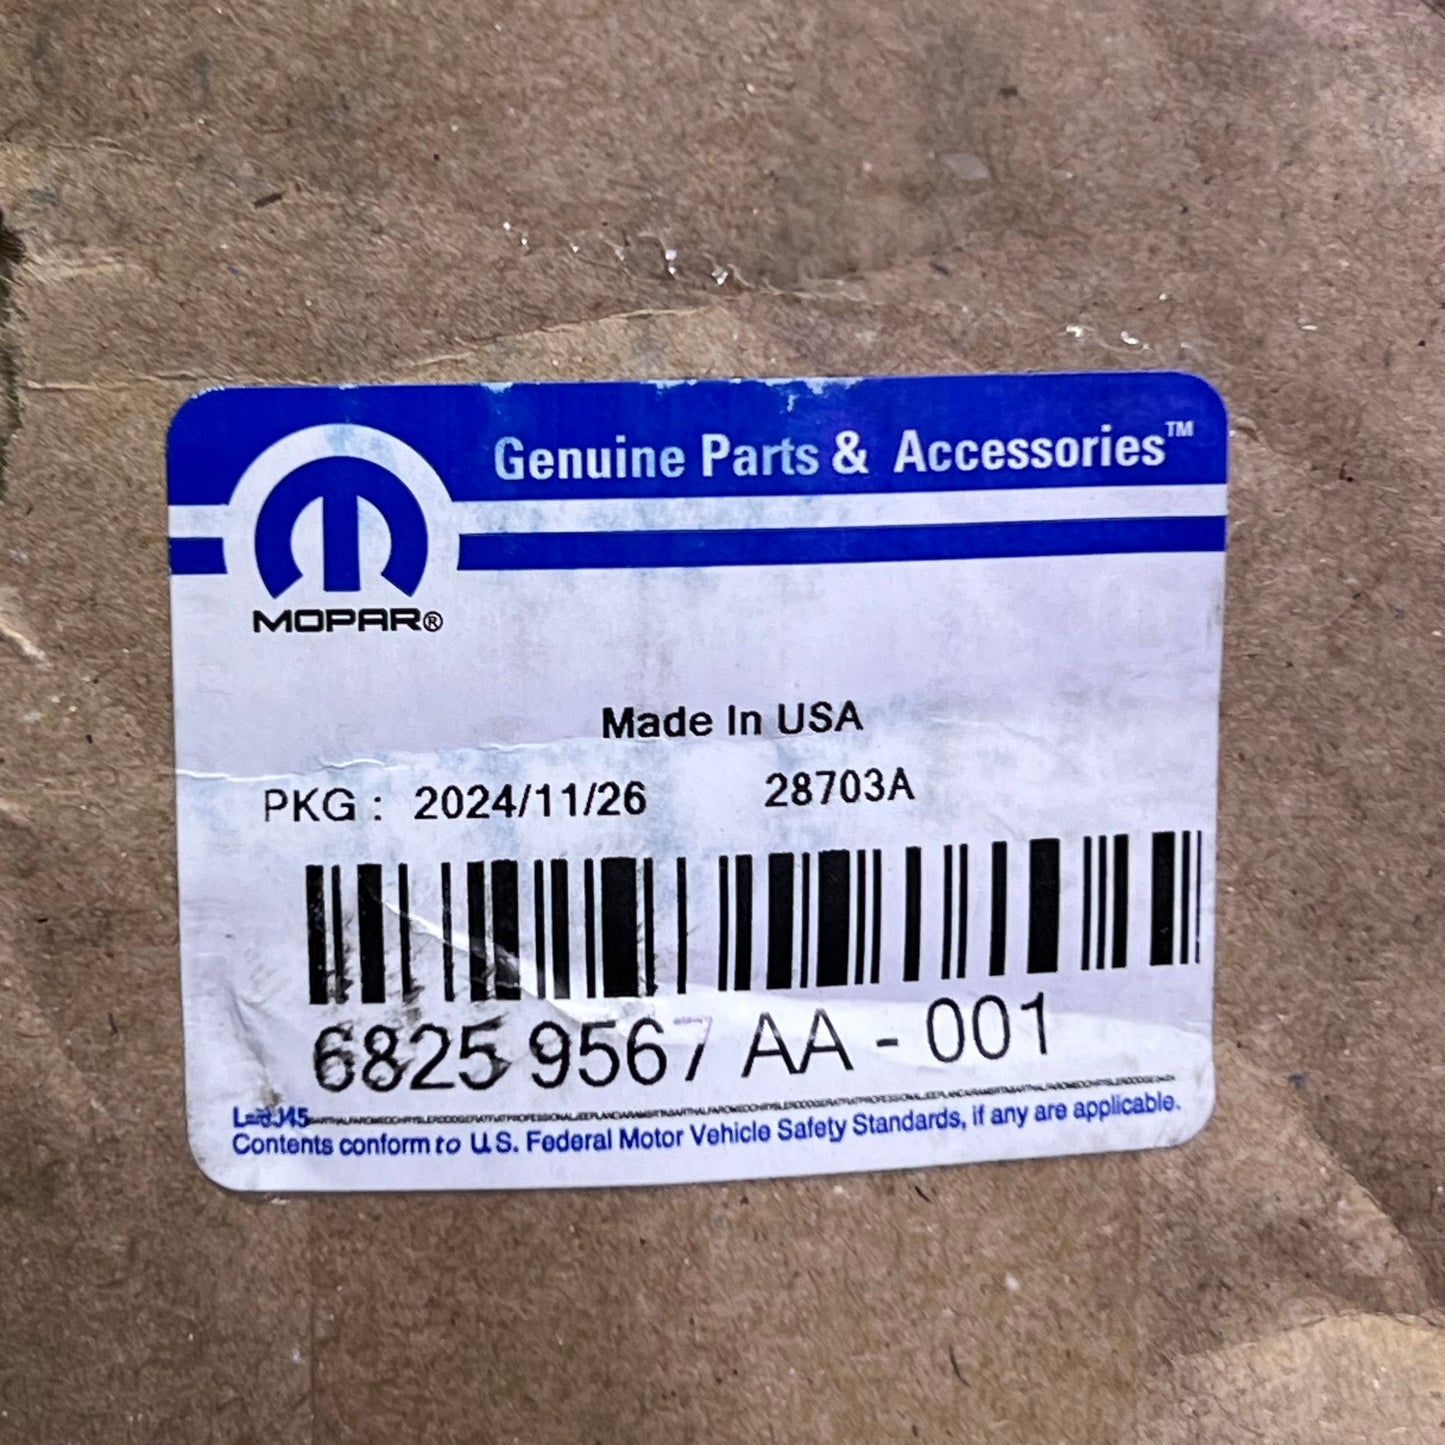 Genuine Parts & Accessories™
MOPAR®
Made In USA
PKG : 2024/11/26 28703A
6825 9567 AA - 001
Contents conform to U.S. Federal Motor Vehicle Safety Standards, if any are applicable.